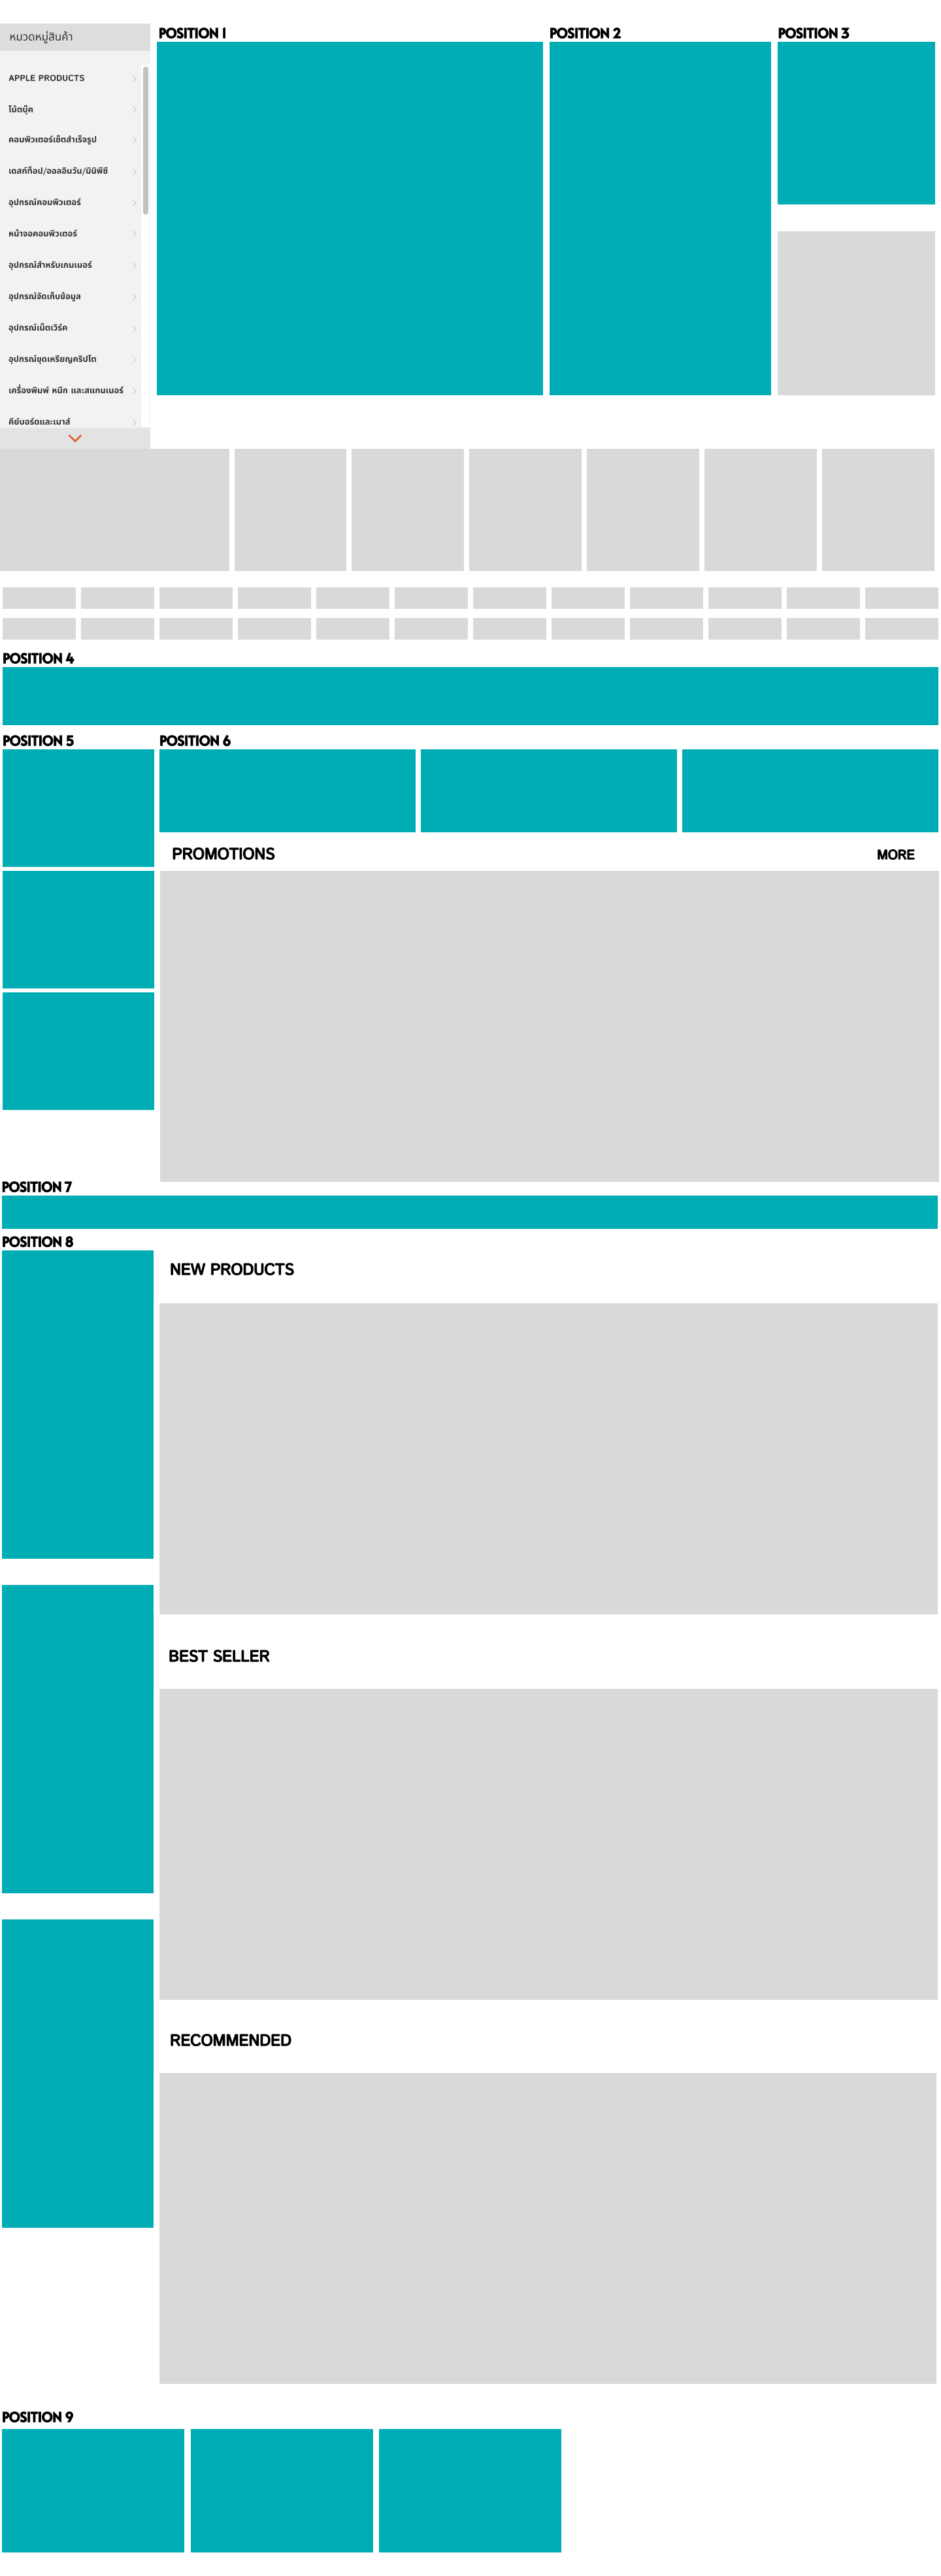 หมวดหมู่สินค้า
POSITION 1
POSITION 2
POSITION 3
APPLE PRODUCTS
โน้ตบุ๊ค
คอมพิวเตอร์เซ็ตสำเร็จรูป
เดสก์ท็อป/ออลอินวัน/มินิพีซี
อุปกรณ์คอมพิวเตอร์
หน้าจอคอมพิวเตอร์
อุปกรณ์สำหรับเกมเมอร์
อุปกรณ์จัดเก็บข้อมูล
อุปกรณ์เน็ตเวิร์ค
อุปกรณ์ขุดเหรียญคริปโต
เครื่องพิมพ์ หมึก และสแกนเนอร์
คีย์บอร์ดและเมาส์
POSITION 4
POSITION 5
POSITION 6
PROMOTIONS
MORE
POSITION 7
POSITION 8
NEW PRODUCTS
BEST SELLER
RECOMMENDED
POSITION 9